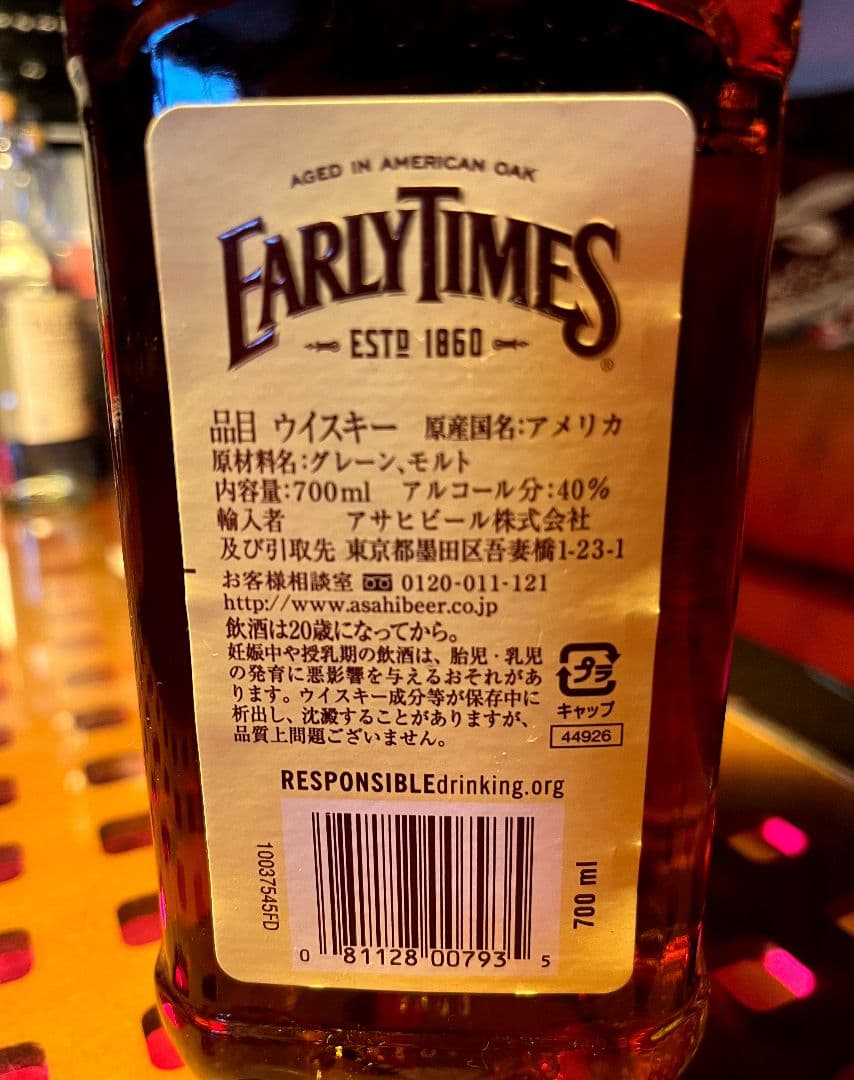 AGED IN AMERICAN OAK
EARLY TIMES
ESTD 1860
®
品目 ウイスキー 原産国名:アメリカ
原材料名:グレーン、モルト
内容量:700ml アルコール分:40%
輸入者 アサヒビール株式会社
及び引取先 東京都墨田区吾妻橋1-23-1
お客様相談室 0120-011-121
http://www.asahibeer.co.jp
飲酒は20歳になってから。
妊娠中や授乳期の飲酒は、胎児・乳児
の発育に悪影響を与えるおそれがあ
ります。ウイスキー成分等が保存中に
析出し、沈澱することがありますが、
品質上問題ございません。
プラ
キャップ
44926
RESPONSIBLEdrinking.org
10037545FD
700 ml
0 81128 00793 5